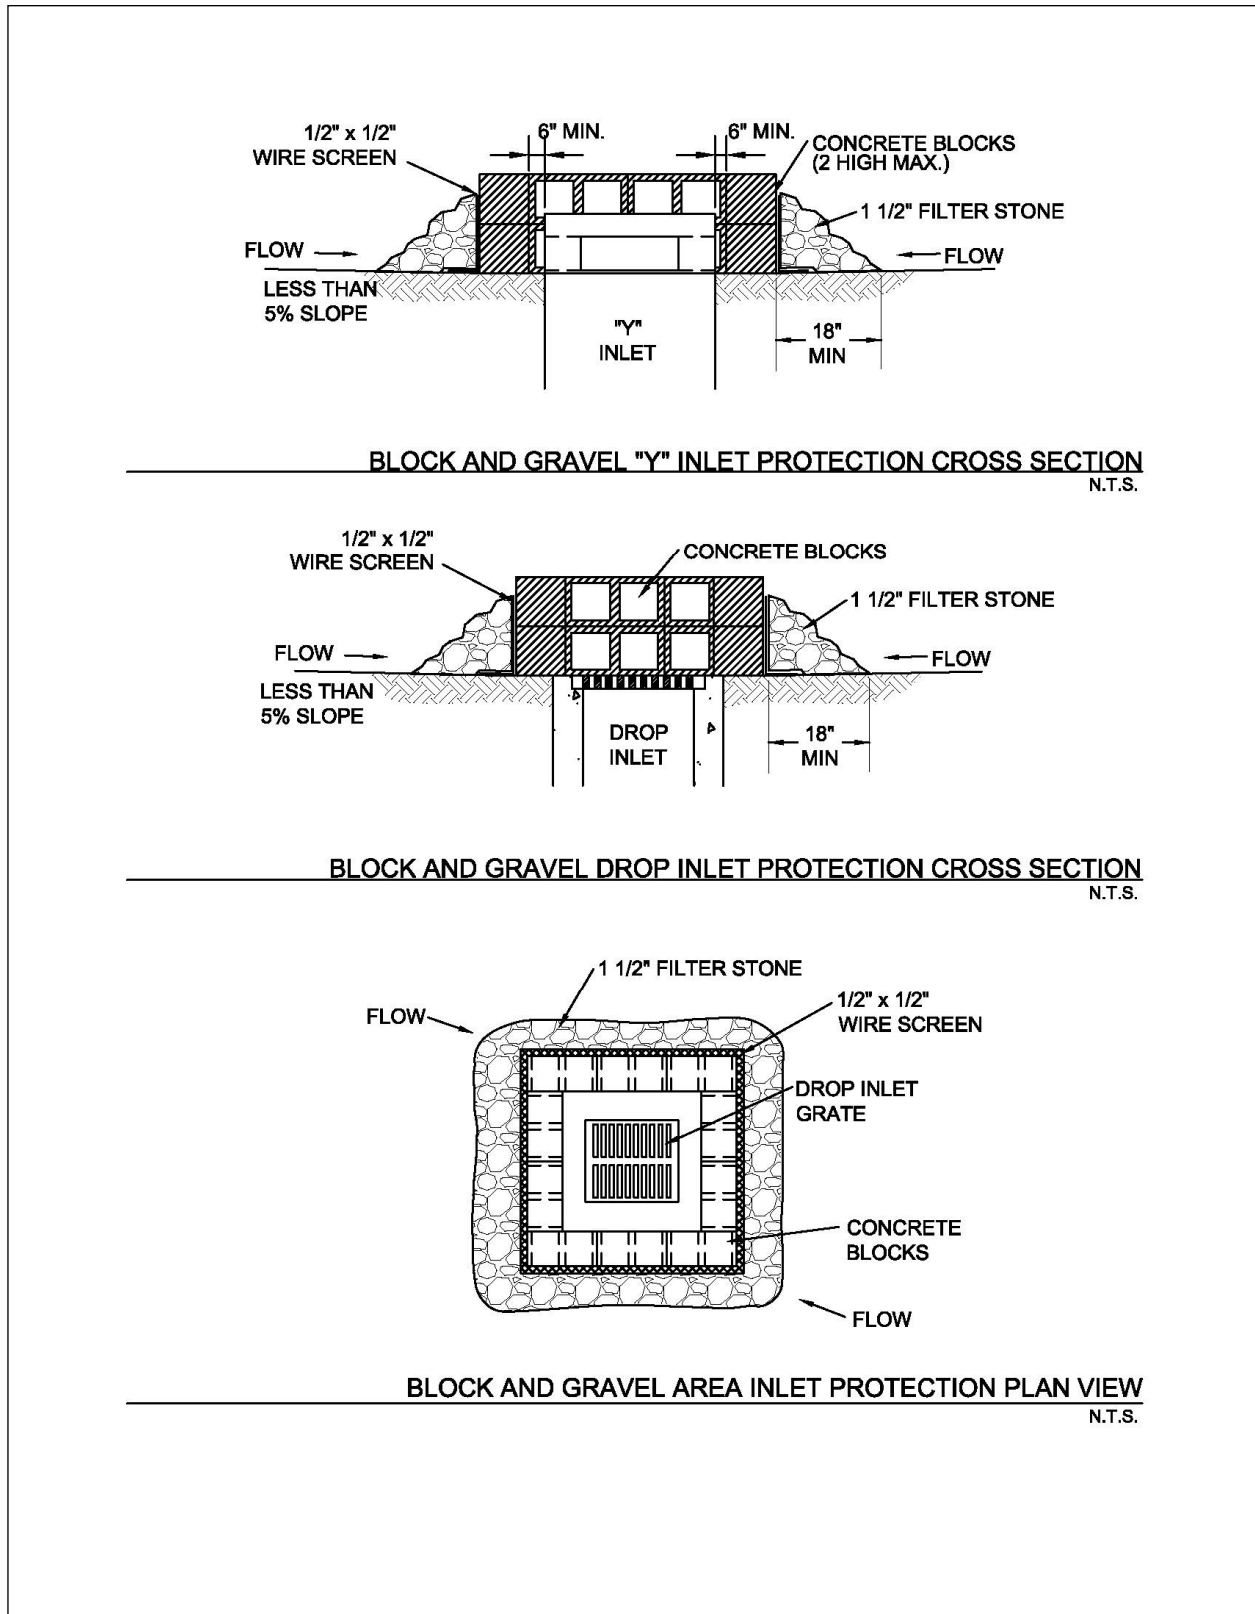 1/2" x 1/2"
WIRE SCREEN
6" MIN.
6" MIN.
CONCRETE BLOCKS
(2 HIGH MAX.)
1 1/2" FILTER STONE
FLOW
FLOW
LESS THAN
5% SLOPE
"Y"
INLET
18"
MIN
BLOCK AND GRAVEL "Y" INLET PROTECTION CROSS SECTION
N.T.S.
1/2" x 1/2"
WIRE SCREEN
CONCRETE BLOCKS
1 1/2" FILTER STONE
FLOW
FLOW
LESS THAN
5% SLOPE
DROP
INLET
18"
MIN
BLOCK AND GRAVEL DROP INLET PROTECTION CROSS SECTION
N.T.S.
1 1/2" FILTER STONE
FLOW
1/2" x 1/2"
WIRE SCREEN
DROP INLET
GRATE
CONCRETE
BLOCKS
FLOW
BLOCK AND GRAVEL AREA INLET PROTECTION PLAN VIEW
N.T.S.